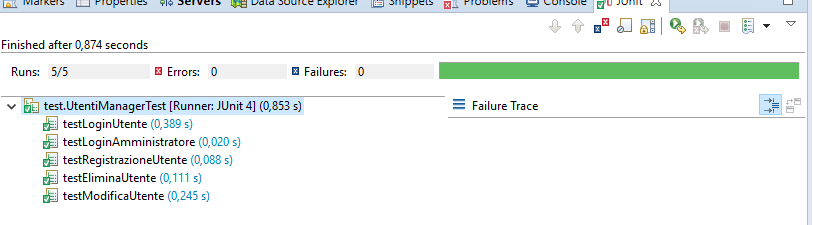 Markers Properties Servers Data Source Explorer Snippets Problems Console JUnit
Finished after 0,874 seconds
Runs: 5/5 Errors: 0 Failures: 0
test.UtentiManagerTest [Runner: JUnit 4] (0,853 s)
Failure Trace
testLoginUtente (0,389 s)
testLoginAmministratore (0,020 s)
testRegistrazioneUtente (0,088 s)
testEliminaUtente (0,111 s)
testModificaUtente (0,245 s)